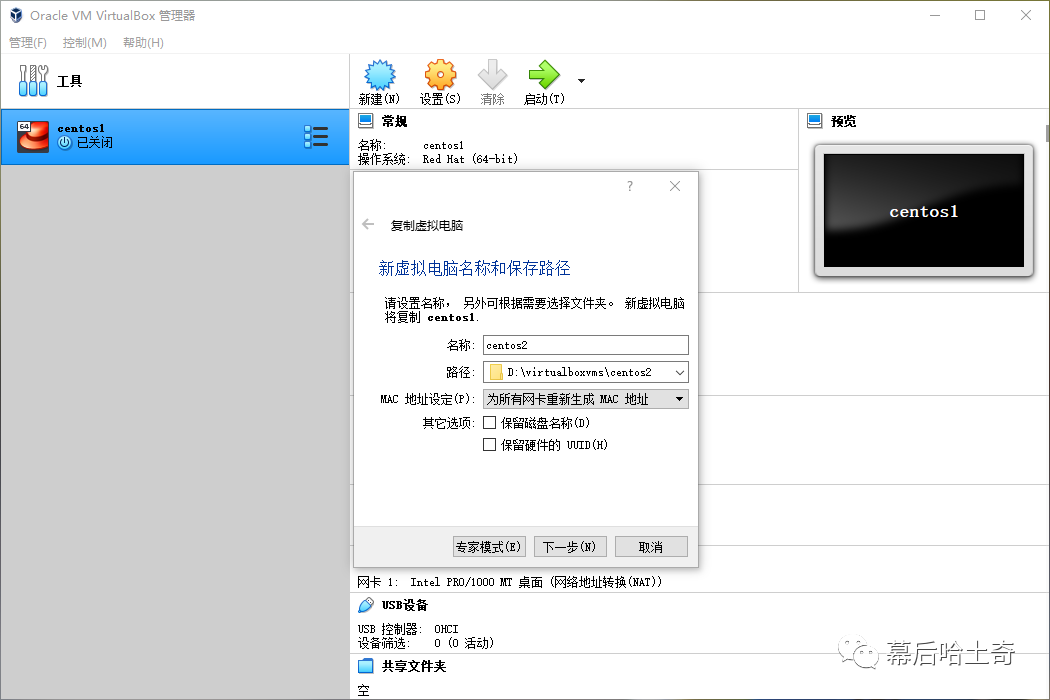 Oracle VM VirtualBox 管理器
管理(F) 控制(M) 帮助(H)
工具
新建(N) 设置(S) 清除 启动(T)
64 centos1
已关闭
常规
名称: centos1
操作系统: Red Hat (64-bit)
预览
centos1
?
复制虚拟电脑
新虚拟电脑名称和保存路径
请设置名称， 另外可根据需要选择文件夹。 新虚拟电脑
将复制 centos1.
名称: centos2
路径: D:\virtualboxvms\centos2
MAC 地址设定(P): 为所有网卡重新生成 MAC 地址
其它选项: 保留磁盘名称(D)
保留硬件的 UUID(H)
专家模式(E) 下一步(N) 取消
网卡 1: Intel PRO/1000 MT 桌面 (网络地址转换(NAT))
USB设备
USB 控制器: OHCI
设备筛选: 0 (0 活动)
共享文件夹
空
幕后哈土奇